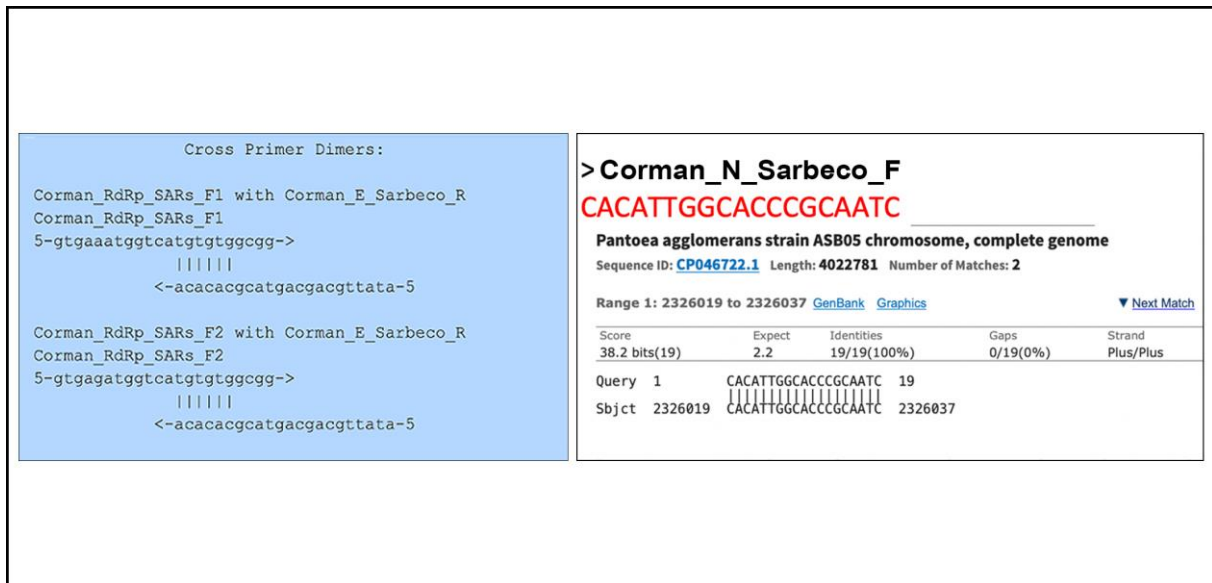 Cross Primer Dimers:
Corman_RdRp_SARs_F1 with Corman_E_Sarbeco_R
Corman_RdRp_SARs_F1
5-gtgaaatggtcatgtgtggcgg->
||||||
<-acacacgcatgacgacgttata-5
Corman_RdRp_SARs_F2 with Corman_E_Sarbeco_R
Corman_RdRp_SARs_F2
5-gtgagatggtcatgtgtggcgg->
||||||
<-acacacgcatgacgacgttata-5
>Corman_N_Sarbeco_F
CACATTGGCACCCGCAATC
Pantoea agglomerans strain ASB05 chromosome, complete genome
Sequence ID: CP046722.1 Length: 4022781 Number of Matches: 2
Range 1: 2326019 to 2326037 GenBank Graphics ▼ Next Match
Score Expect Identities Gaps Strand
38.2 bits(19) 2.2 19/19(100%) 0/19(0%) Plus/Plus
Query 1 CACATTGGCACCCGCAATC 19
|||||||||||||||||||
Sbjct 2326019 CACATTGGCACCCGCAATC 2326037